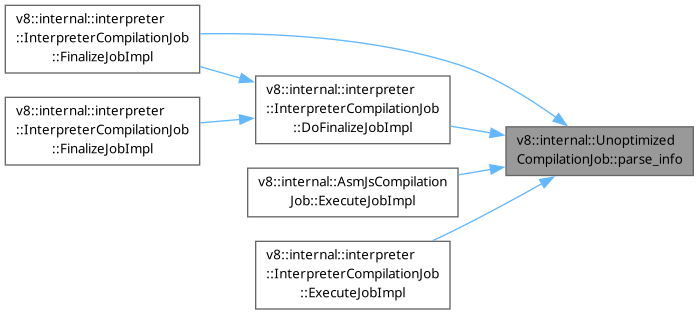 v8::internal::interpreter
::InterpreterCompilationJob
::FinalizeJobImpl
v8::internal::interpreter
::InterpreterCompilationJob
::FinalizeJobImpl
v8::internal::interpreter
::InterpreterCompilationJob
::DoFinalizeJobImpl
v8::internal::AsmJsCompilation
Job::ExecuteJobImpl
v8::internal::interpreter
::InterpreterCompilationJob
::ExecuteJobImpl
v8::internal::Unoptimized
CompilationJob::parse_info